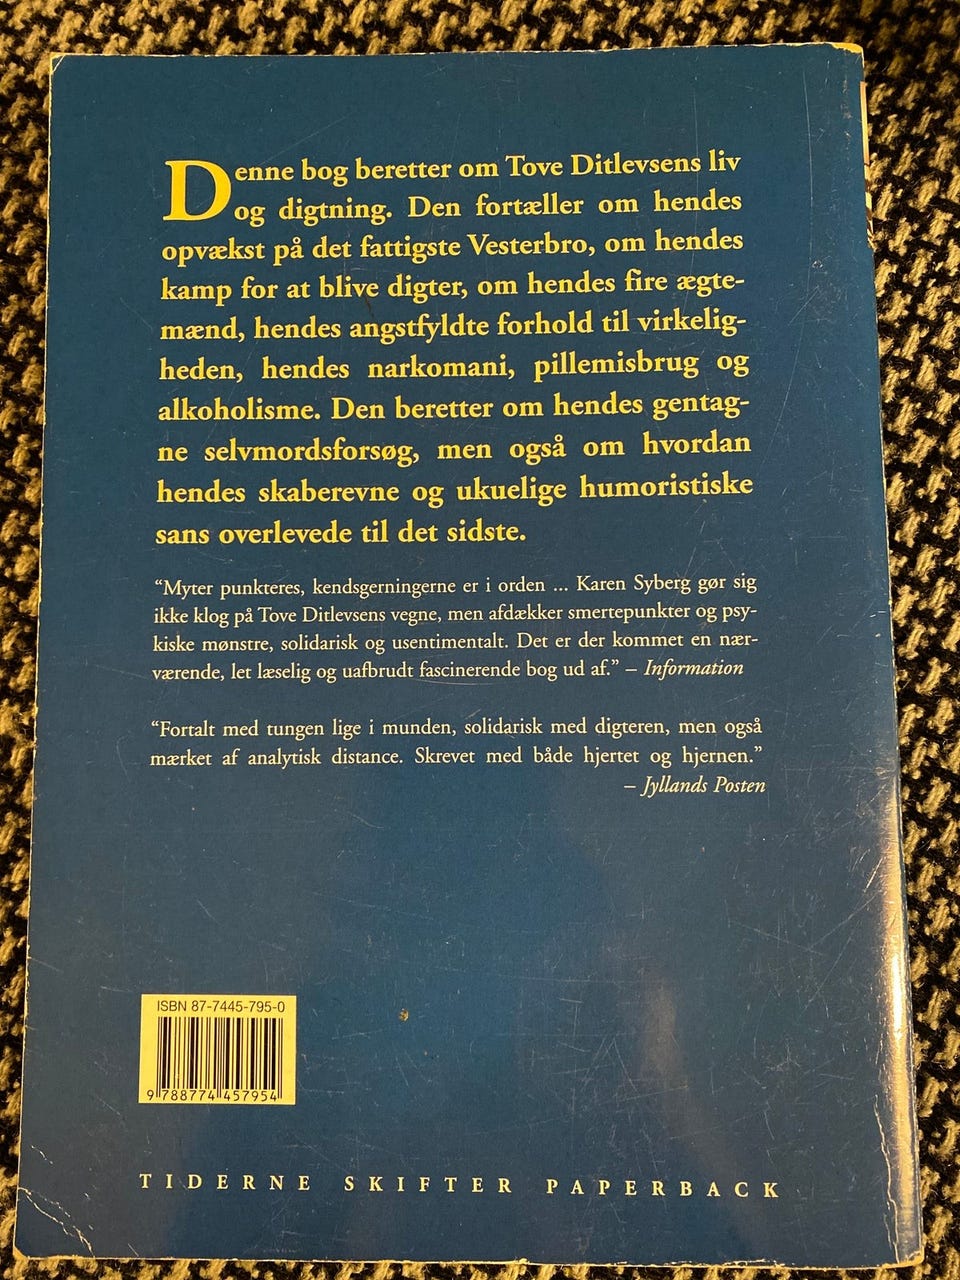 Denne bog beretter om Tove Ditlevsens liv
og digtning. Den fortæller om hendes
opvækst på det fattigste Vesterbro, om hendes
kamp for at blive digter, om hendes fire ægte-
mænd, hendes angstfyldte forhold til virkelig-
heden, hendes narkomani, pillemisbrug og
alkoholisme. Den beretter om hendes gentag-
ne selvmordsforsøg, men også om hvordan
hendes skaberevne og ukuelige humoristiske
sans overlevede til det sidste.
“Myter punkteres, kendsgerningerne er i orden ... Karen Syberg gør sig
ikke klog på Tove Ditlevsens vegne, men afdækker smertepunkter og psy-
kiske mønstre, solidarisk og usentimentalt. Det er der kommet en nær-
værende, let læselig og uafbrudt fascinerende bog ud af.” – Information
“Fortalt med tungen lige i munden, solidarisk med digteren, men også
mærket af analytisk distance. Skrevet med både hjertet og hjernen.”
– Jyllands Posten
ISBN 87-7445-795-0
9 788774 457954
TIDERNE SKIFTER PAPERBACK